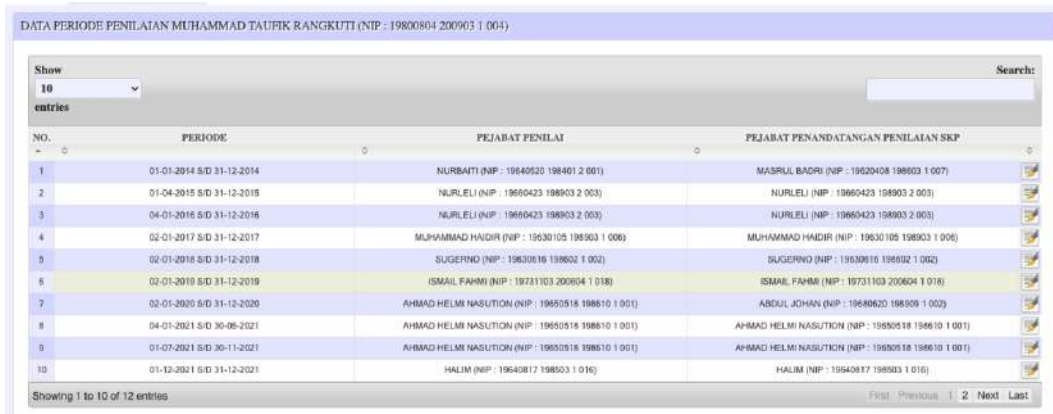 DATA PERIODE PENILAIAN MUHAMMAD TAUFIK RANGKUTI (NIP : 19800804 200903 1 004)
Show Search:
10
entries
NO. PERIODE PEJABAT PENILAI PEJABAT PENANDATANGAN PENILAIAN SKP
1 01-01-2014 S/D 31-12-2014 NURBAITI (NIP : 19640520 198401 2 001) MASRUL BADRI (NIP : 19620408 198603 1 007)
2 01-04-2015 S/D 31-12-2015 NURLELI (NIP : 19660423 198903 2 003) NURLELI (NIP : 19660423 198903 2 003)
3 04-01-2016 S/D 31-12-2016 NURLELI (NIP : 19660423 198903 2 003) NURLELI (NIP : 19660423 198903 2 003)
4 02-01-2017 S/D 31-12-2017 MUHAMMAD HAIDIR (NIP : 19630105 198903 1 006) MUHAMMAD HAIDIR (NIP : 19630105 198903 1 006)
5 02-01-2018 S/D 31-12-2018 SUGERNO (NIP : 19630616 198602 1 002) SUGERNO (NIP : 19630616 198602 1 002)
6 02-01-2019 S/D 31-12-2019 ISMAIL FAHMI (NIP : 19731103 200604 1 018) ISMAIL FAHMI (NIP : 19731103 200604 1 018)
7 02-01-2020 S/D 31-12-2020 AHMAD HELMI NASUTION (NIP : 19650518 198610 1 001) ABDUL JOHAN (NIP : 19680620 198909 1 002)
8 04-01-2021 S/D 30-06-2021 AHMAD HELMI NASUTION (NIP : 19650518 198610 1 001) AHMAD HELMI NASUTION (NIP : 19650518 198610 1 001)
9 01-07-2021 S/D 30-11-2021 AHMAD HELMI NASUTION (NIP : 19650518 198610 1 001) AHMAD HELMI NASUTION (NIP : 19650518 198610 1 001)
10 01-12-2021 S/D 31-12-2021 HALIM (NIP : 19640817 198503 1 016) HALIM (NIP : 19640817 198503 1 016)
Showing 1 to 10 of 12 entries First Previous 1 2 Next Last